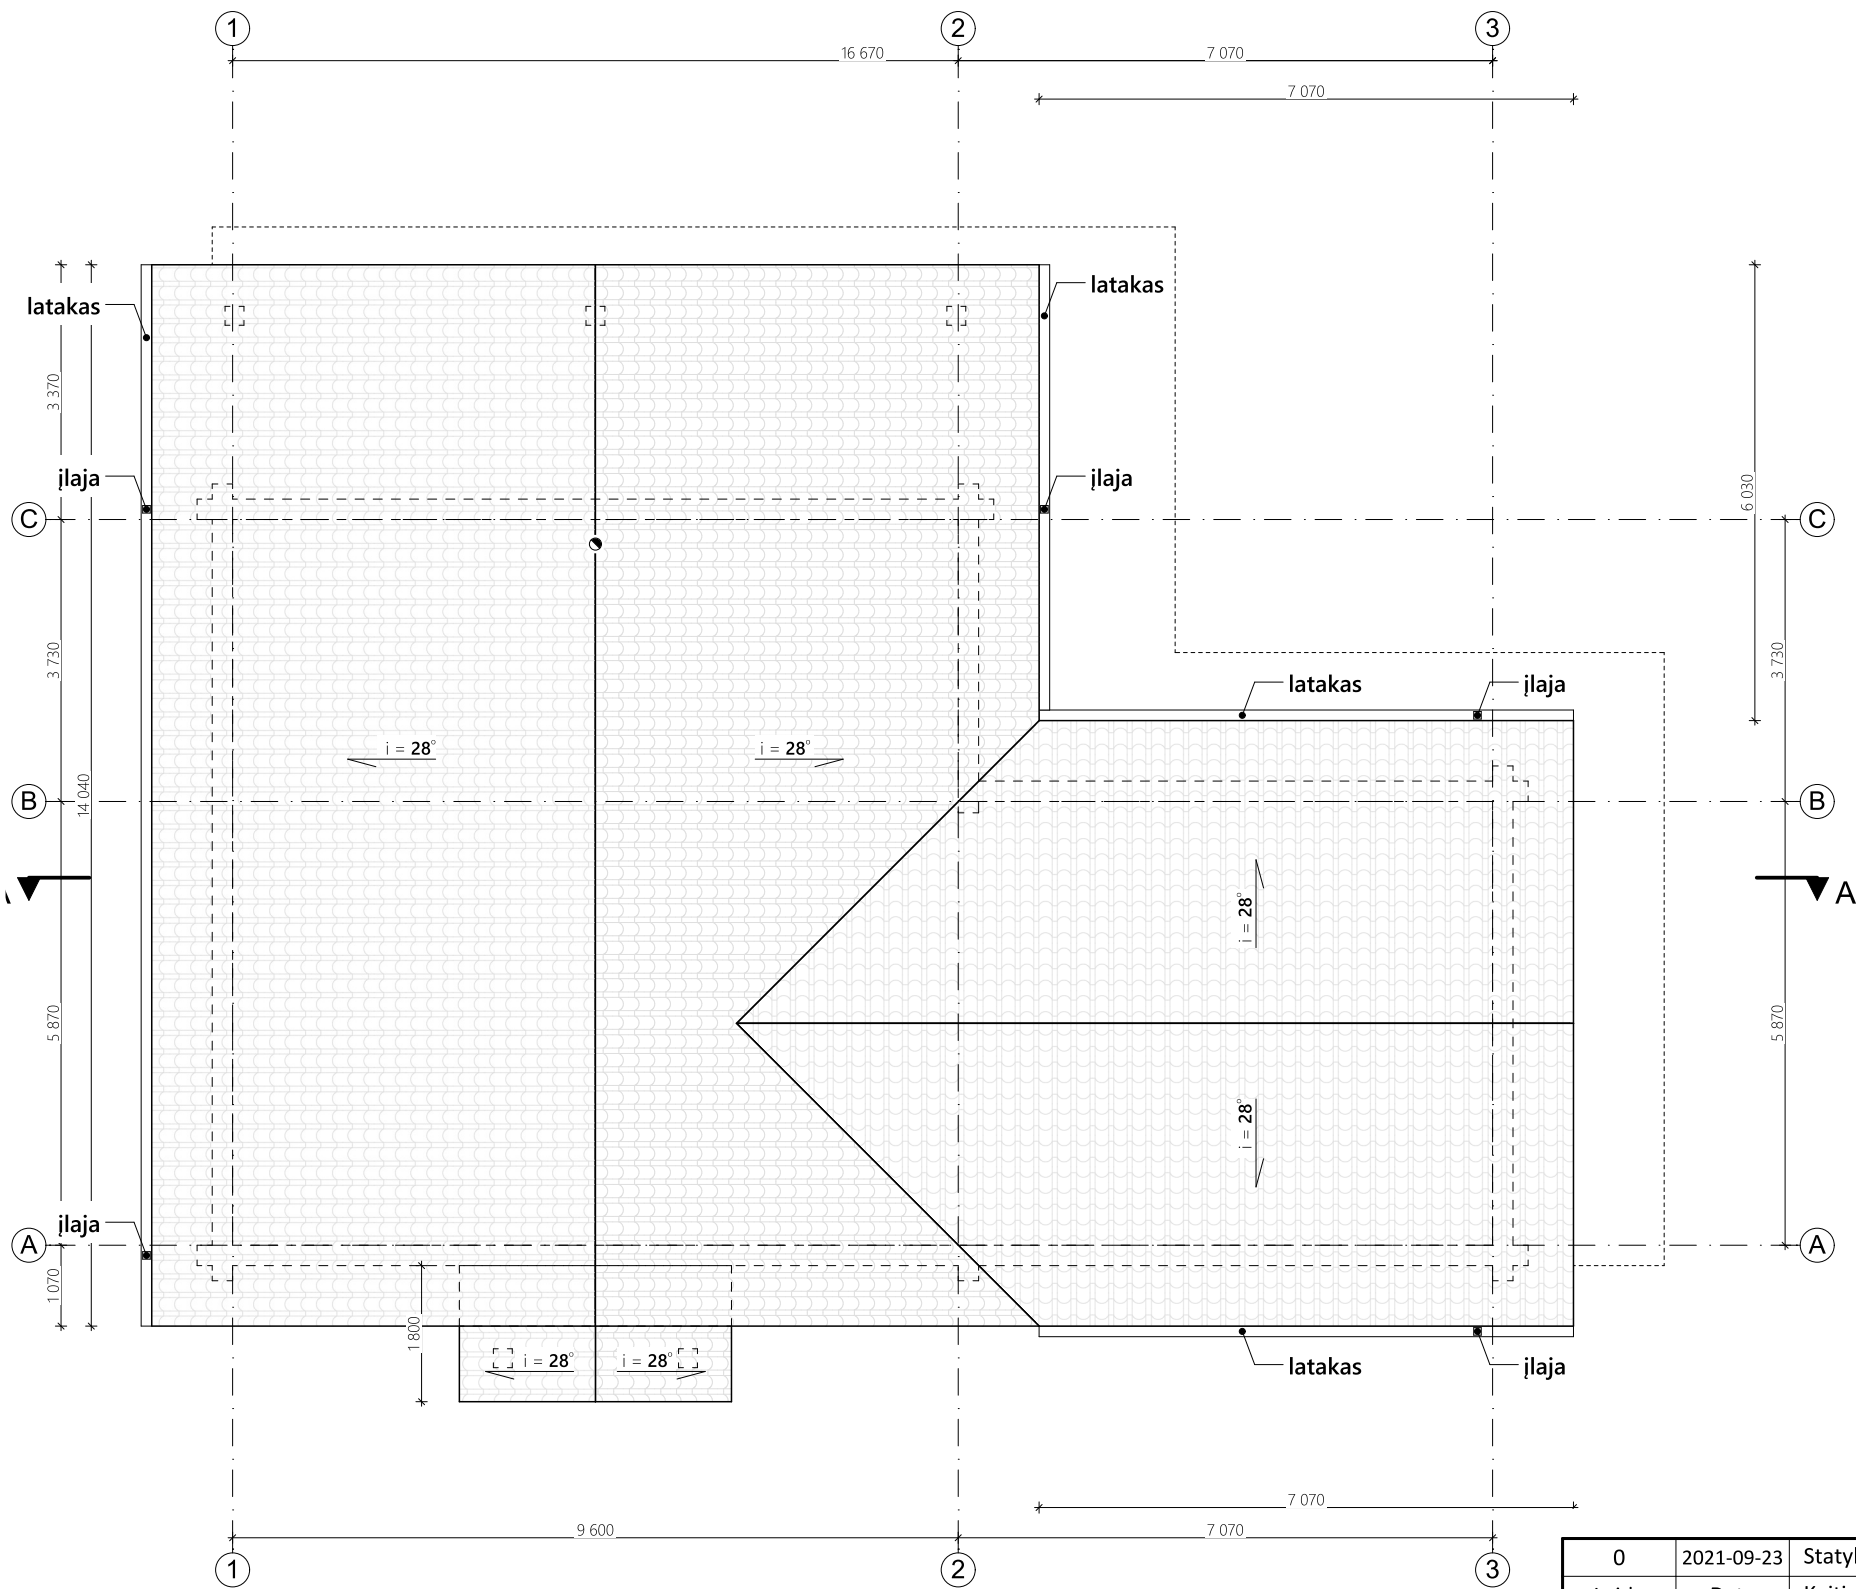 1
2
3
16 670
7 070
7 070
latakas
latakas
3 370
įlaja
įlaja
6 030
C
C
3 730
latakas
įlaja
3 730
i = 28°
i = 28°
14 040
B
B
A
i = 28°
5 870
5 870
i = 28°
įlaja
A
A
1 070
1 800
i = 28°
i = 28°
latakas
įlaja
7 070
9 600
7 070
1
2
3
0
2021-09-23